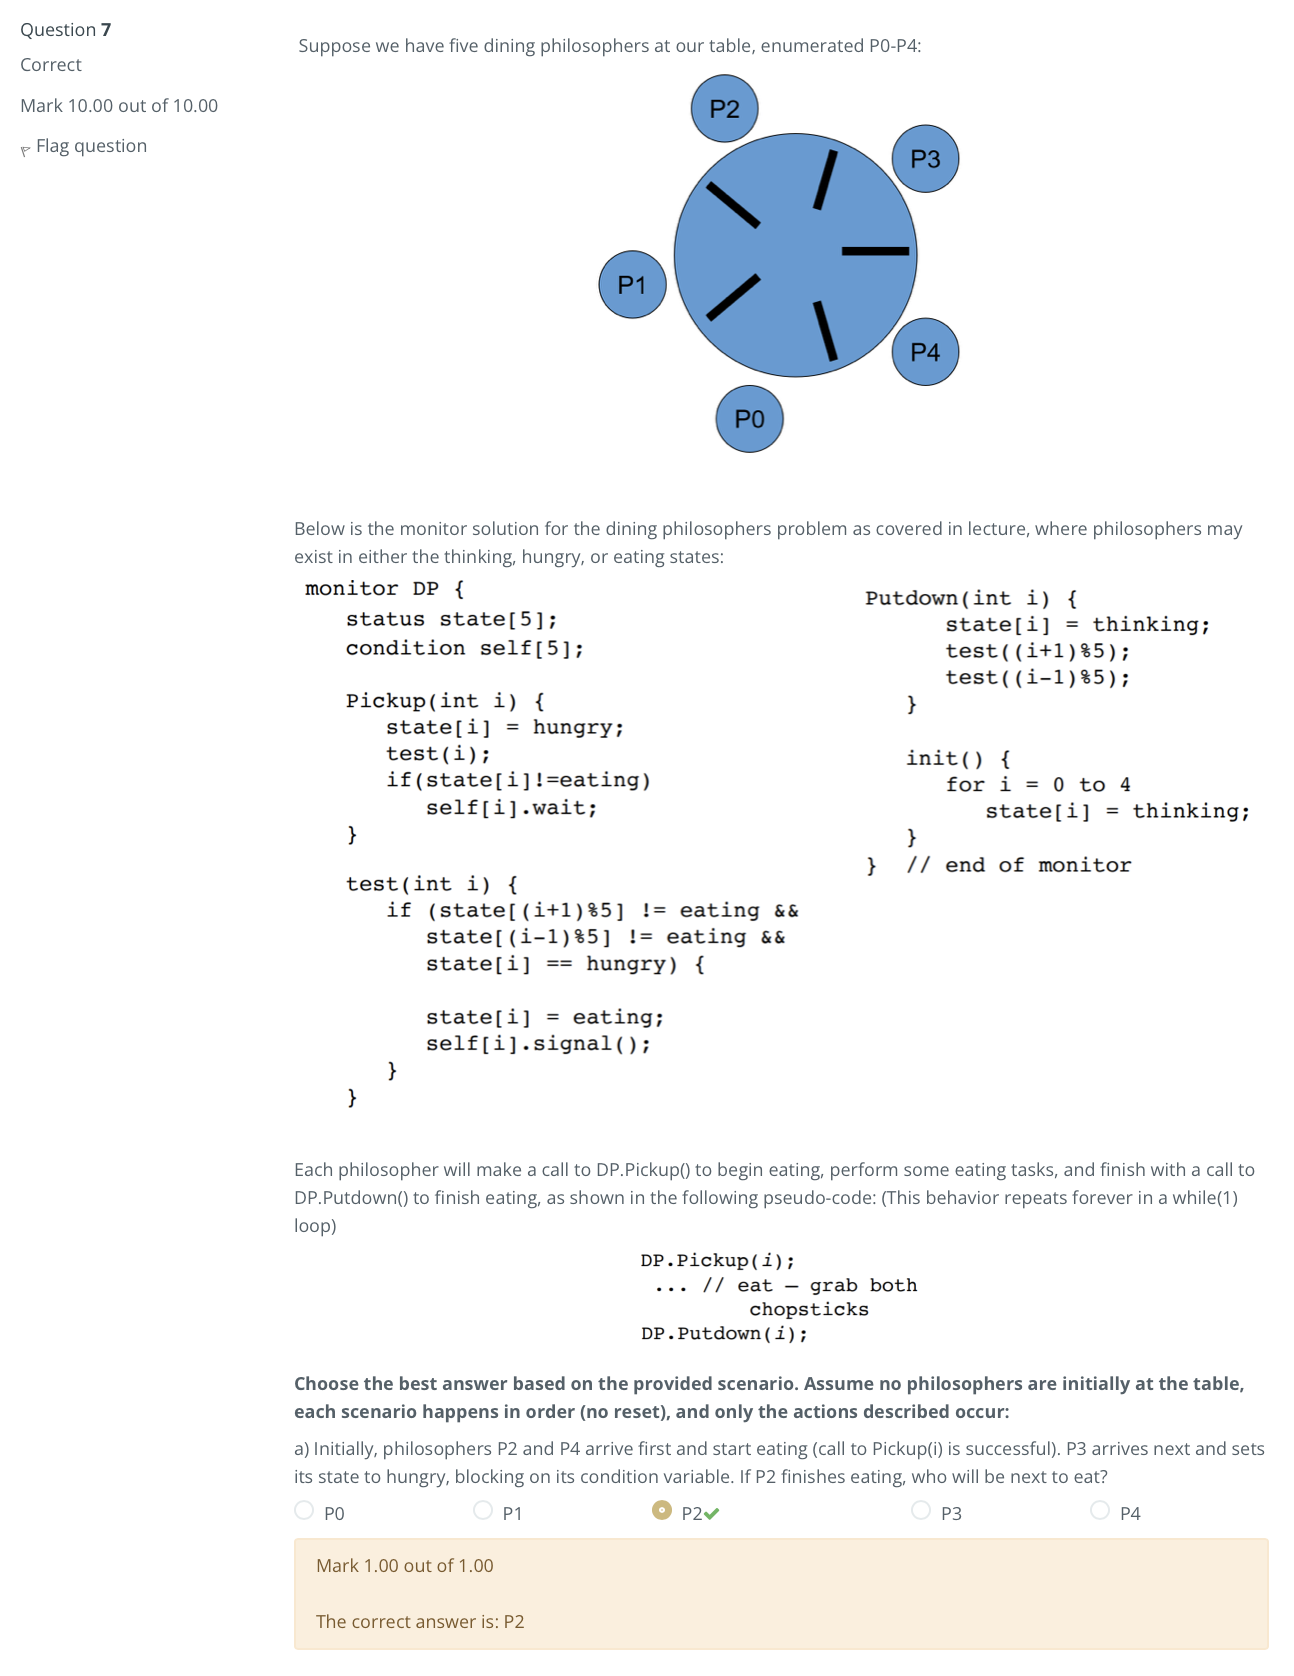 Question 7
Correct
Mark 10.00 out of 10.00
Flag question
Suppose we have five dining philosophers at our table, enumerated P0-P4:
P2
P3
P1
P4
P0
Below is the monitor solution for the dining philosophers problem as covered in lecture, where philosophers may
exist in either the thinking, hungry, or eating states:
monitor DP {
status state[5];
condition self[5];
Pickup(int i) {
state[i] = hungry;
test(i);
if(state[i]!=eating)
self[i].wait;
}
test(int i) {
if (state[(i+1)%5] != eating &&
state[(i-1)%5] != eating &&
state[i] == hungry) {
state[i] = eating;
self[i].signal();
}
}
Putdown(int i) {
state[i] = thinking;
test((i+1)%5);
test((i-1)%5);
}
init() {
for i = 0 to 4
state[i] = thinking;
}
} // end of monitor
Each philosopher will make a call to DP.Pickup() to begin eating, perform some eating tasks, and finish with a call to
DP.Putdown() to finish eating, as shown in the following pseudo-code: (This behavior repeats forever in a while(1)
loop)
DP.Pickup(i);
... // eat – grab both
chopsticks
DP.Putdown(i);
Choose the best answer based on the provided scenario. Assume no philosophers are initially at the table,
each scenario happens in order (no reset), and only the actions described occur:
a) Initially, philosophers P2 and P4 arrive first and start eating (call to Pickup(i) is successful). P3 arrives next and sets
its state to hungry, blocking on its condition variable. If P2 finishes eating, who will be next to eat?
P0 P1 P2 P3 P4
Mark 1.00 out of 1.00
The correct answer is: P2